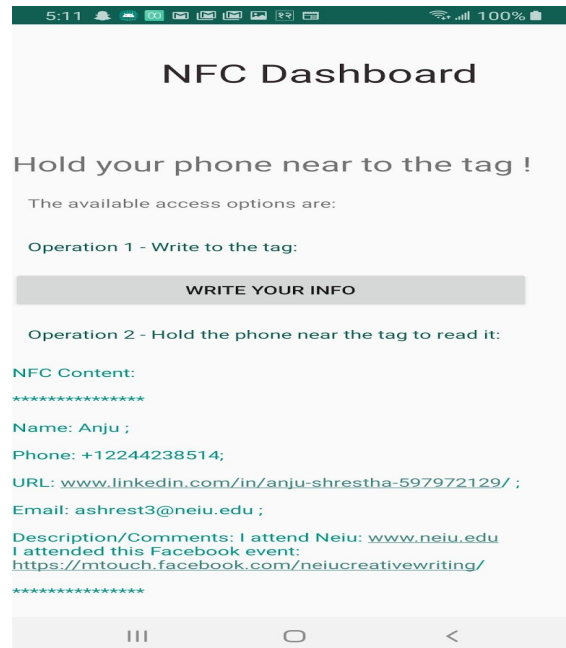 5:11 100%
NFC Dashboard
Hold your phone near to the tag !
The available access options are:
Operation 1 - Write to the tag:
WRITE YOUR INFO
Operation 2 - Hold the phone near the tag to read it:
NFC Content:
***************
Name: Anju ;
Phone: +12244238514;
URL: www.linkedin.com/in/anju-shrestha-597972129/ ;
Email: ashrest3@neiu.edu ;
Description/Comments: I attend Neiu: www.neiu.edu
I attended this Facebook event:
https://mtouch.facebook.com/neiucreativewriting/
***************